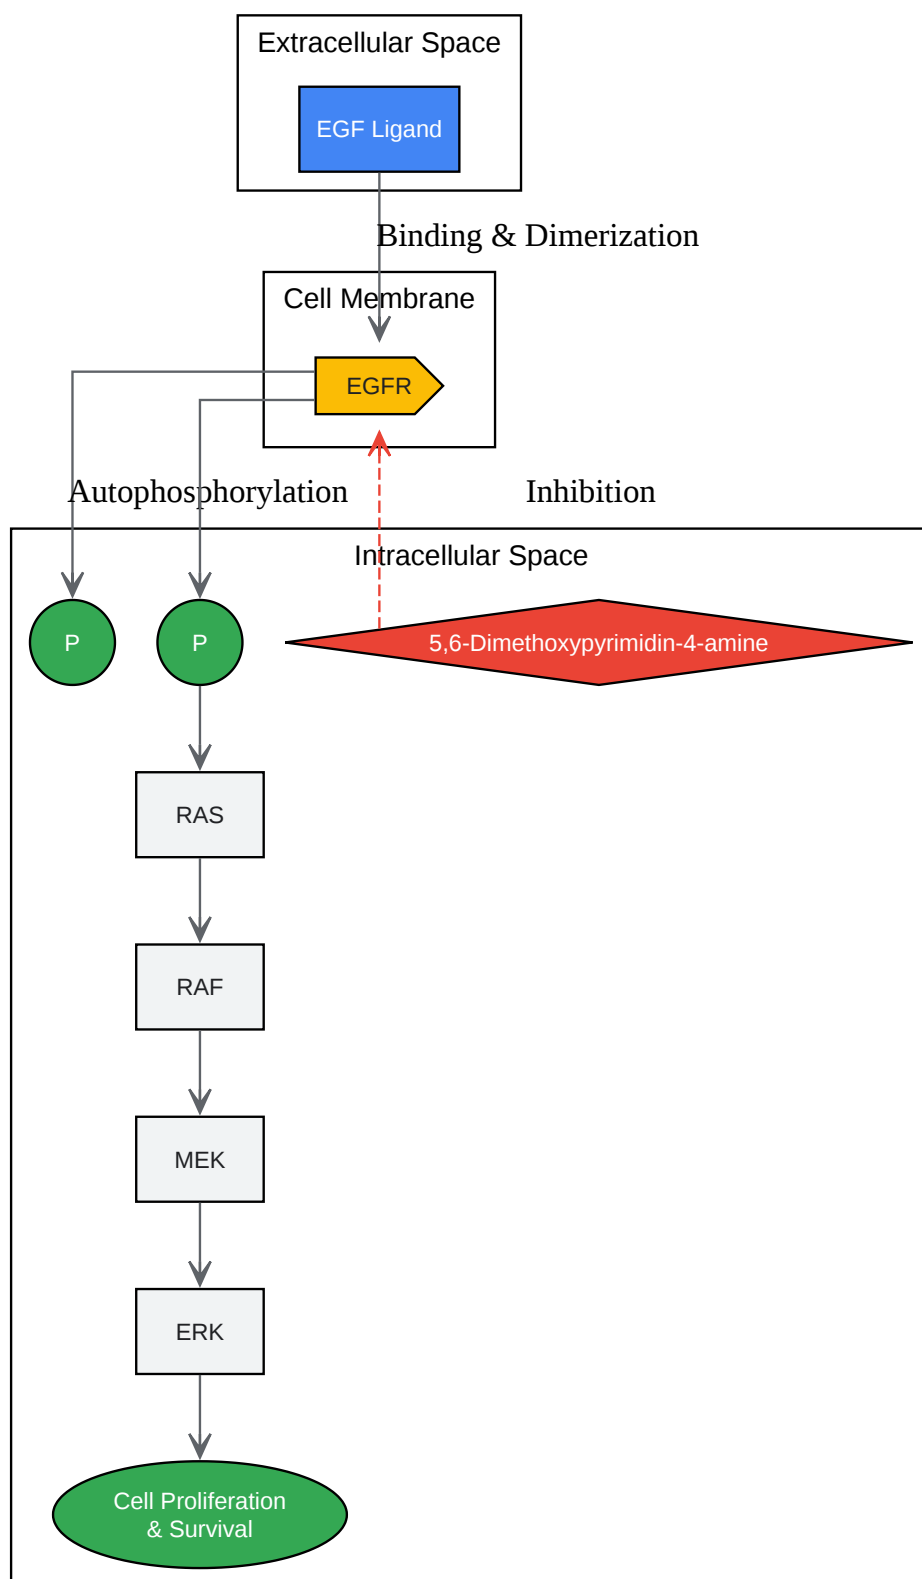 Extracellular Space
EGF Ligand
Binding & Dimerization
Cell Membrane
EGFR
Autophosphorylation
Inhibition
Intracellular Space
P
P
5,6-Dimethoxypyrimidin-4-amine
RAS
RAF
MEK
ERK
Cell Proliferation
& Survival